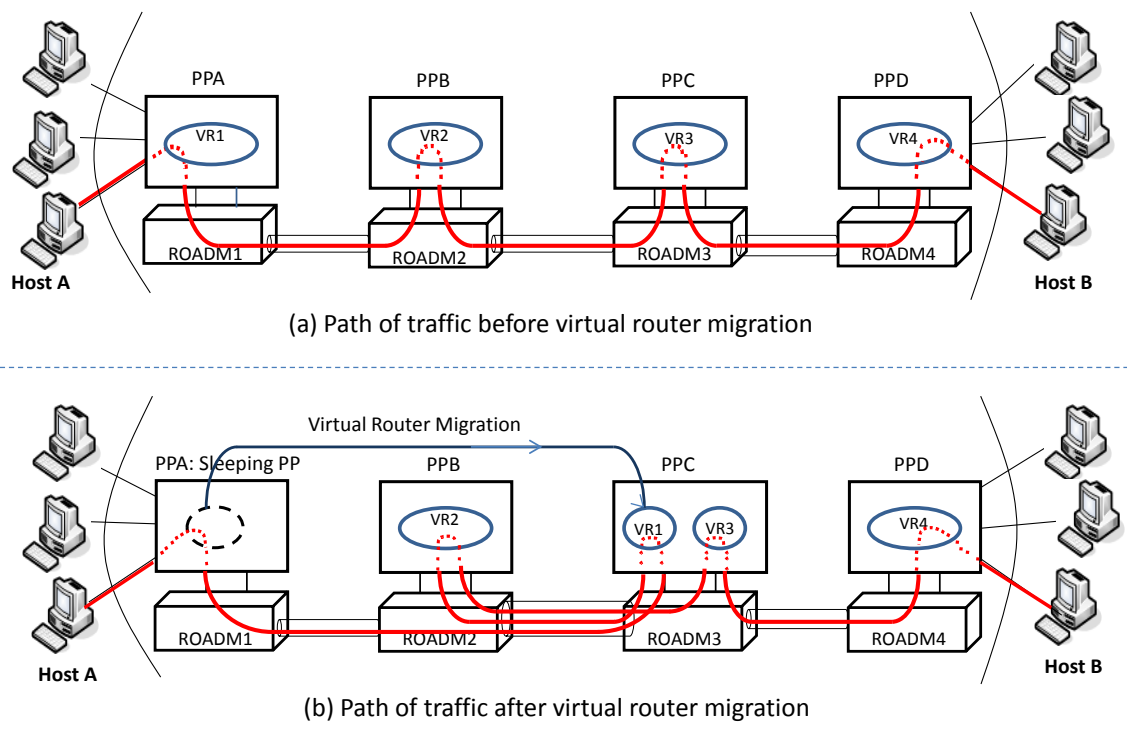 PPA
PPB
PPC
PPD
VR1
VR2
VR3
VR4
ROADM1
ROADM2
ROADM3
ROADM4
Host A
Host B
(a) Path of traffic before virtual router migration
Virtual Router Migration
PPA: Sleeping PP
PPB
PPC
PPD
VR2
VR1
VR3
VR4
ROADM1
ROADM2
ROADM3
ROADM4
Host A
Host B
(b) Path of traffic after virtual router migration